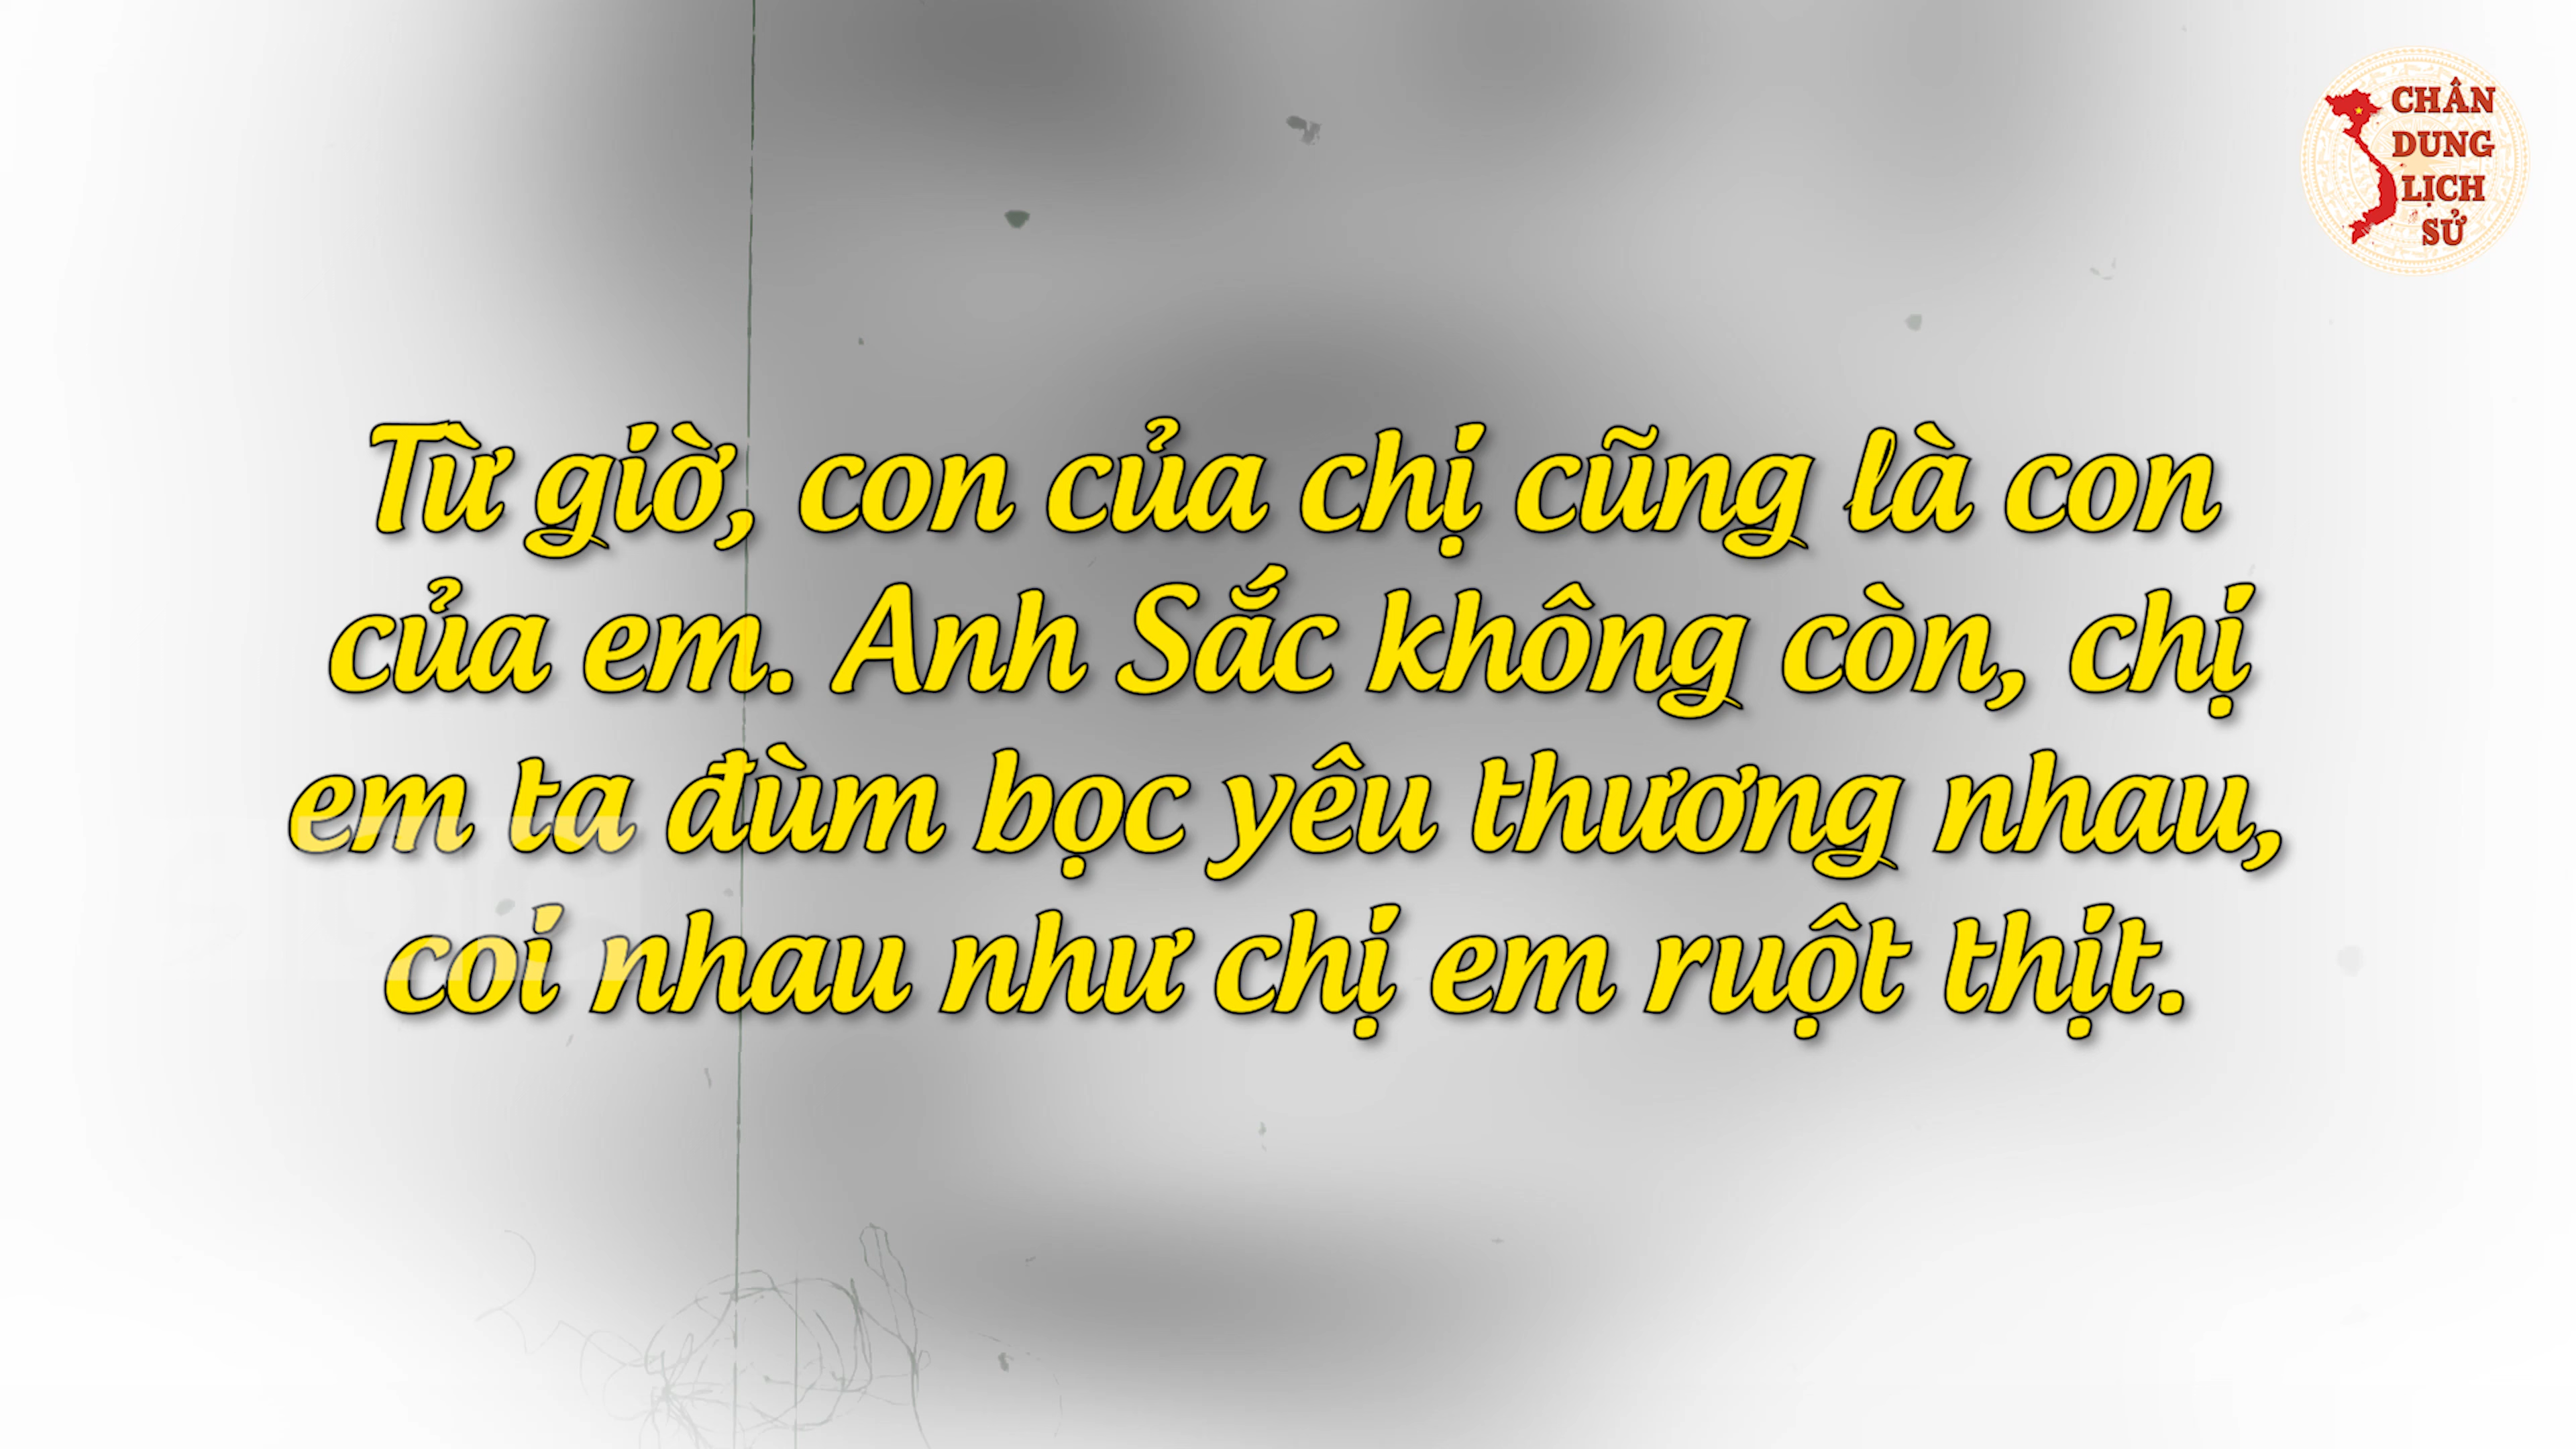 CHÂN
DUNG
LỊCH
SỬ
Từ giờ, con của chị cũng là con
của em. Anh Sắc không còn, chị
em ta đùm bọc yêu thương nhau,
coi nhau như chị em ruột thịt.